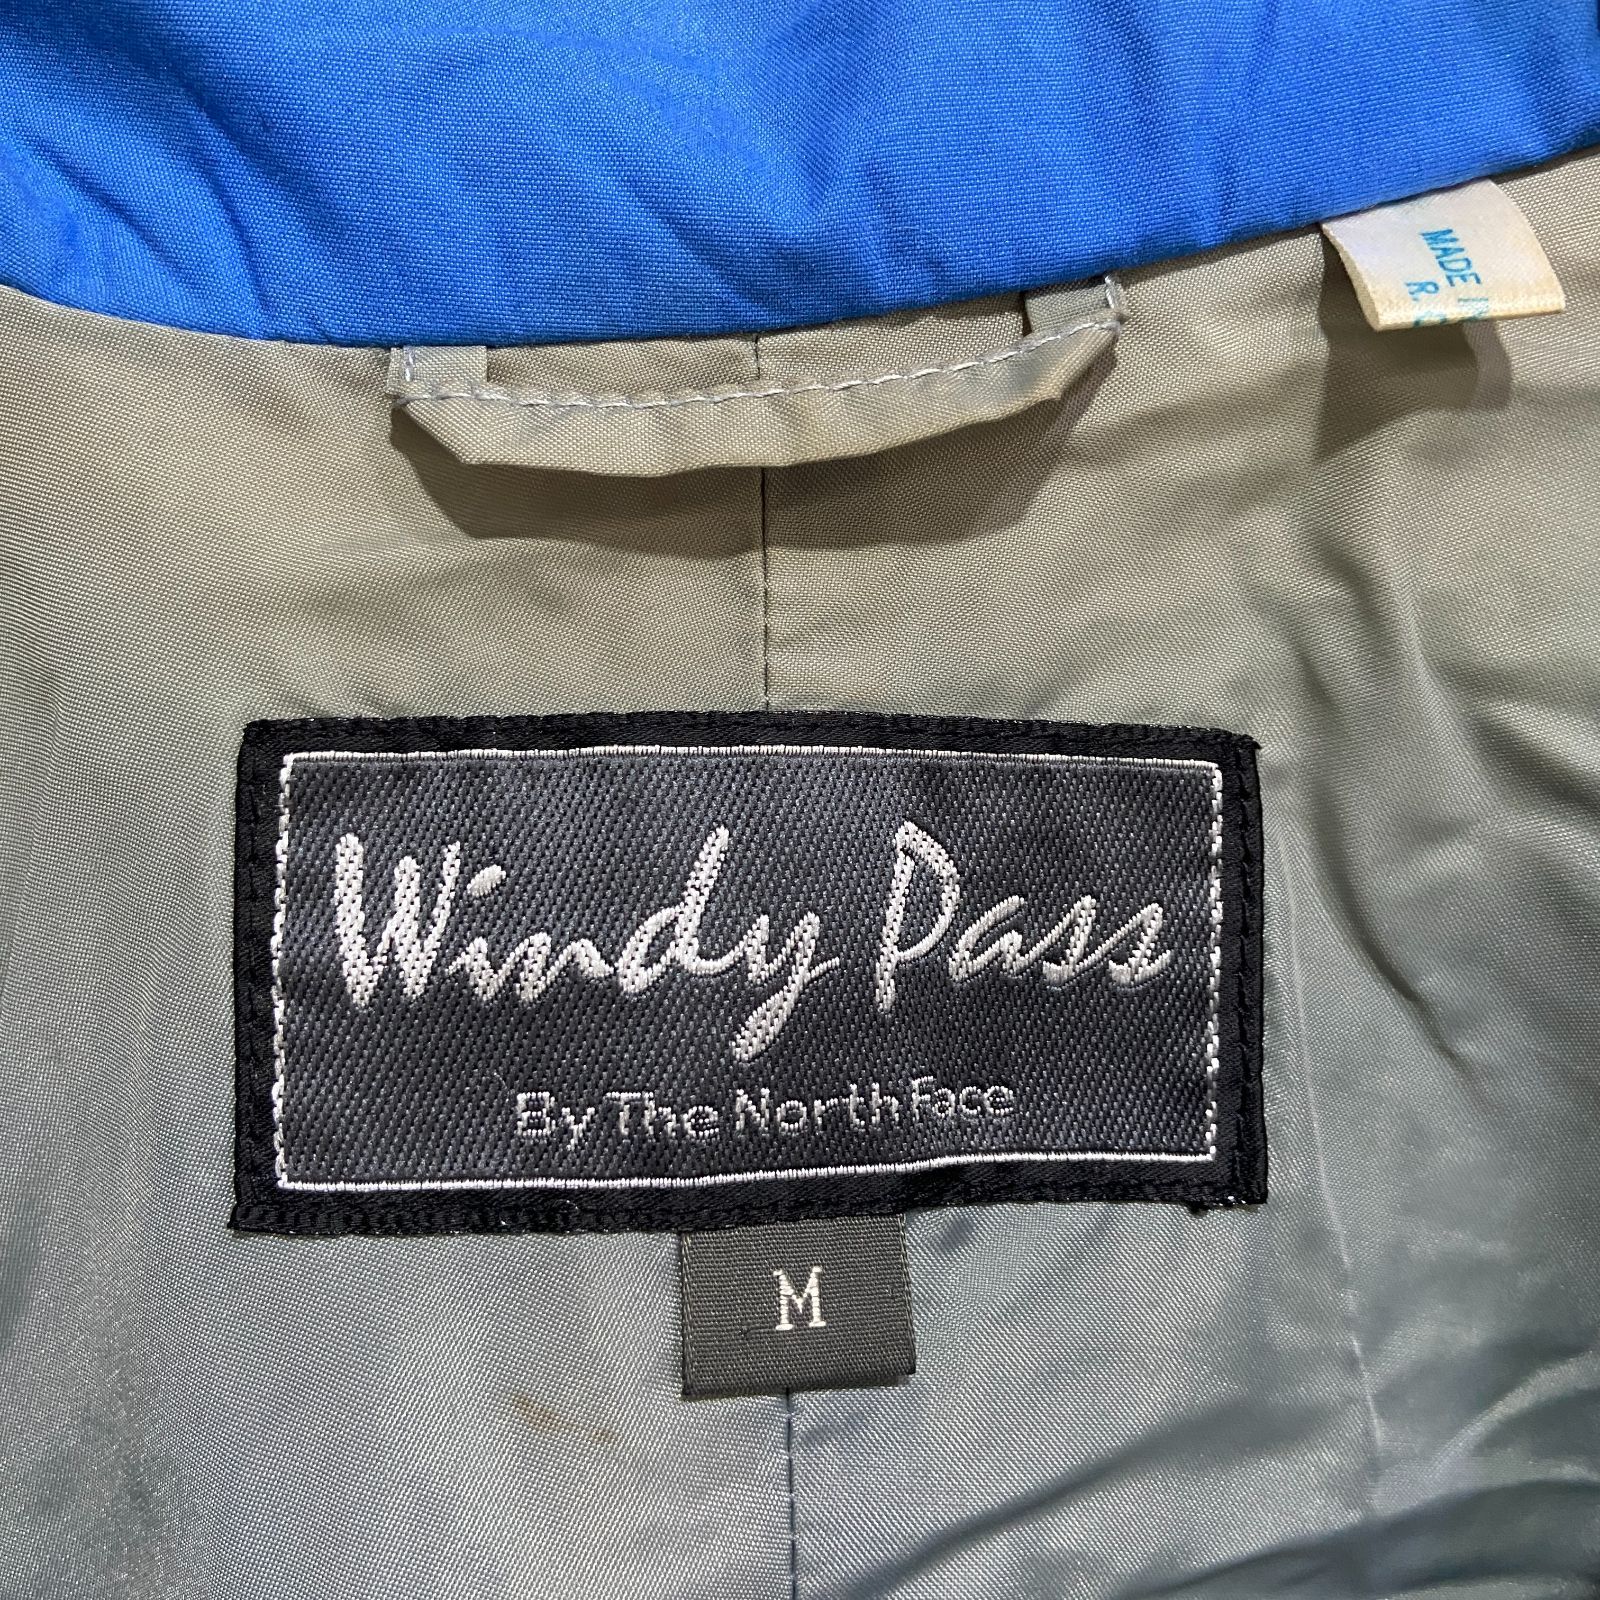 MADE
R.
Windy Pass
By The North Face
M